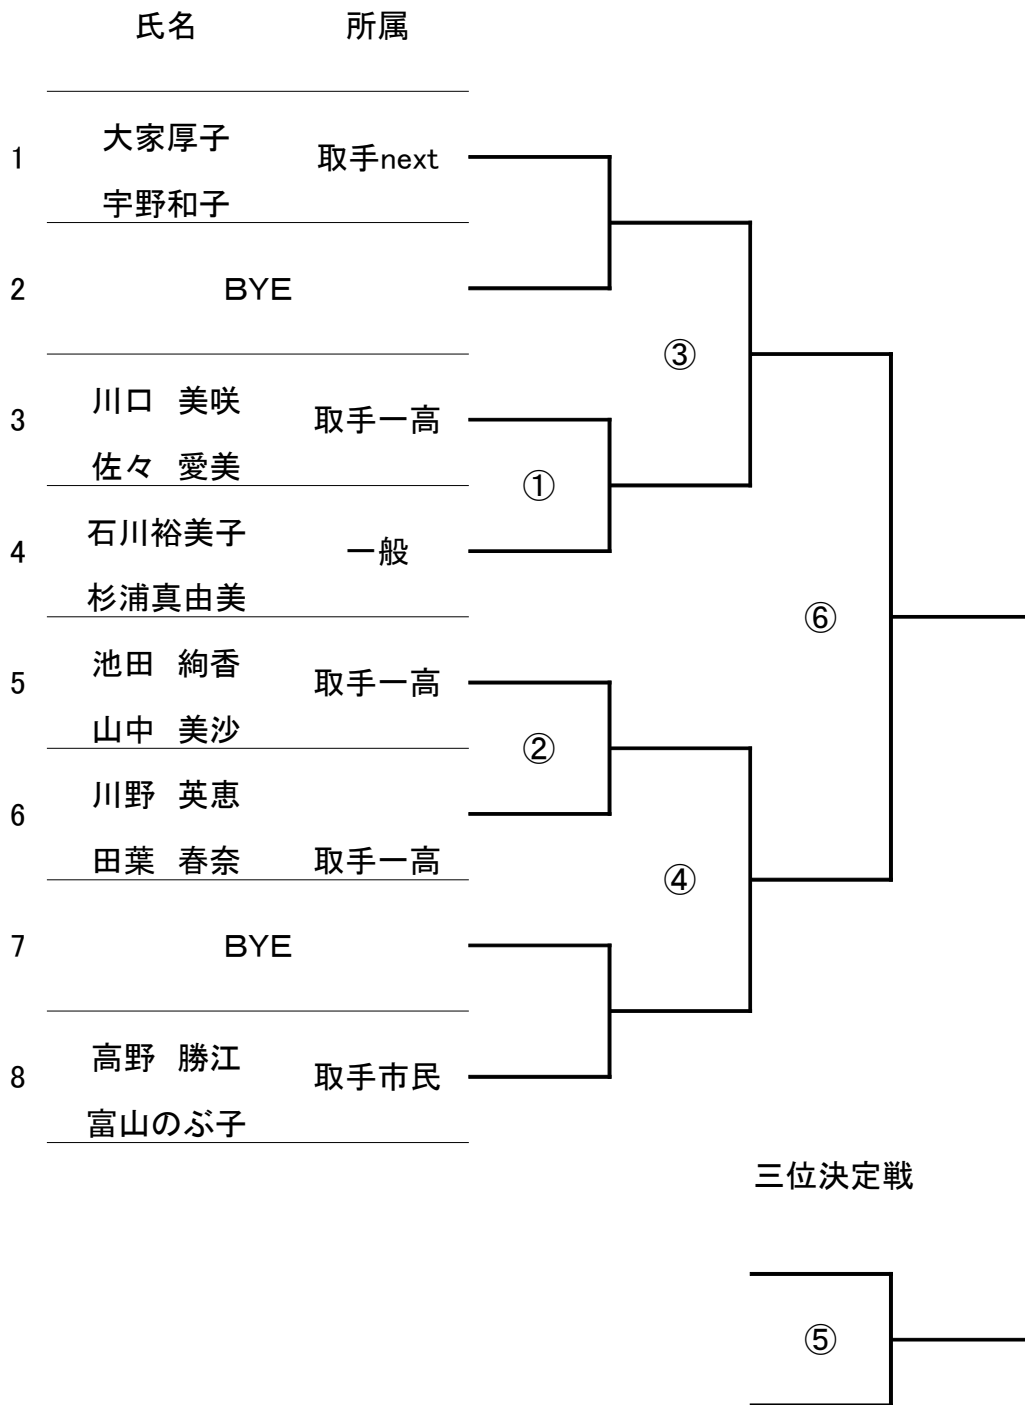 氏名 所属
大家厚子
1 取手next
宇野和子
2 BYE
③
川口 美咲
3 取手一高
佐々 愛美
①
石川裕美子
4 一般
杉浦真由美
⑥
池田 絢香
5 取手一高
山中 美沙
②
川野 英恵
6
田葉 春奈 取手一高
④
7 BYE
高野 勝江
8 取手市民
富山のぶ子
三位決定戦
⑤